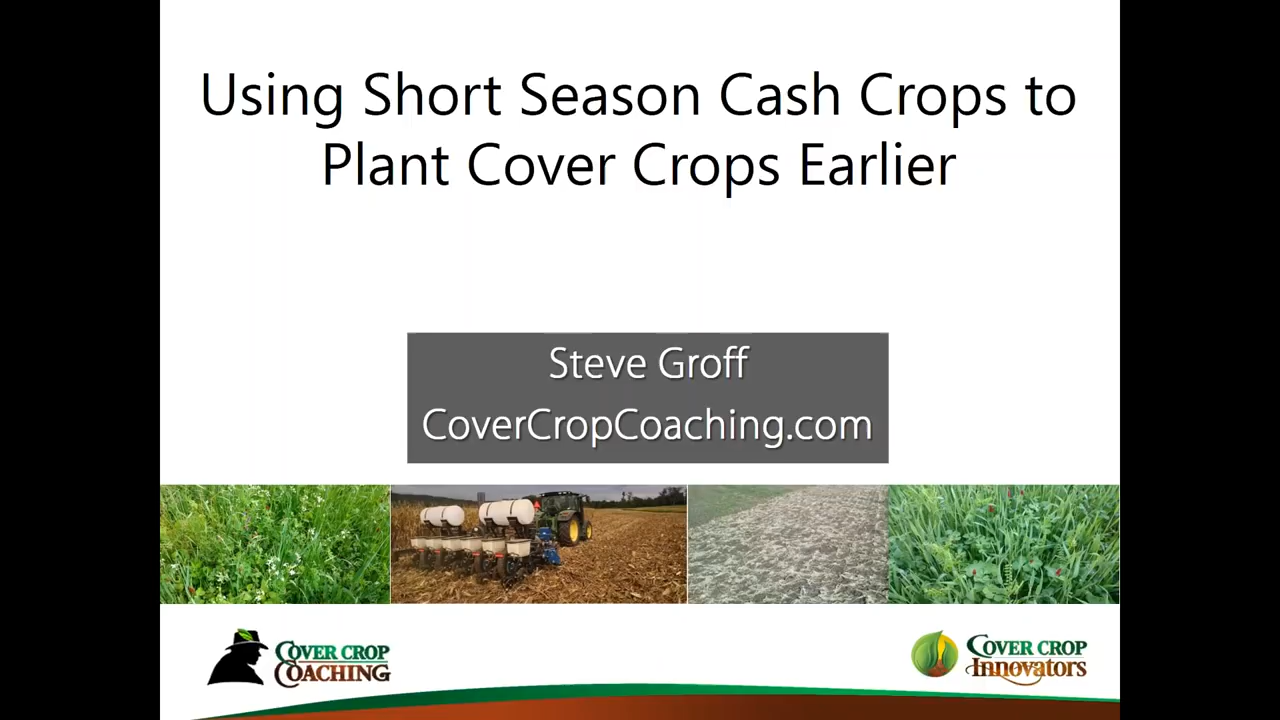 Using Short Season Cash Crops to
Plant Cover Crops Earlier
Steve Groff
CoverCropCoaching.com
COVER CROP
COACHING
COVER CROP
INNOVATORS